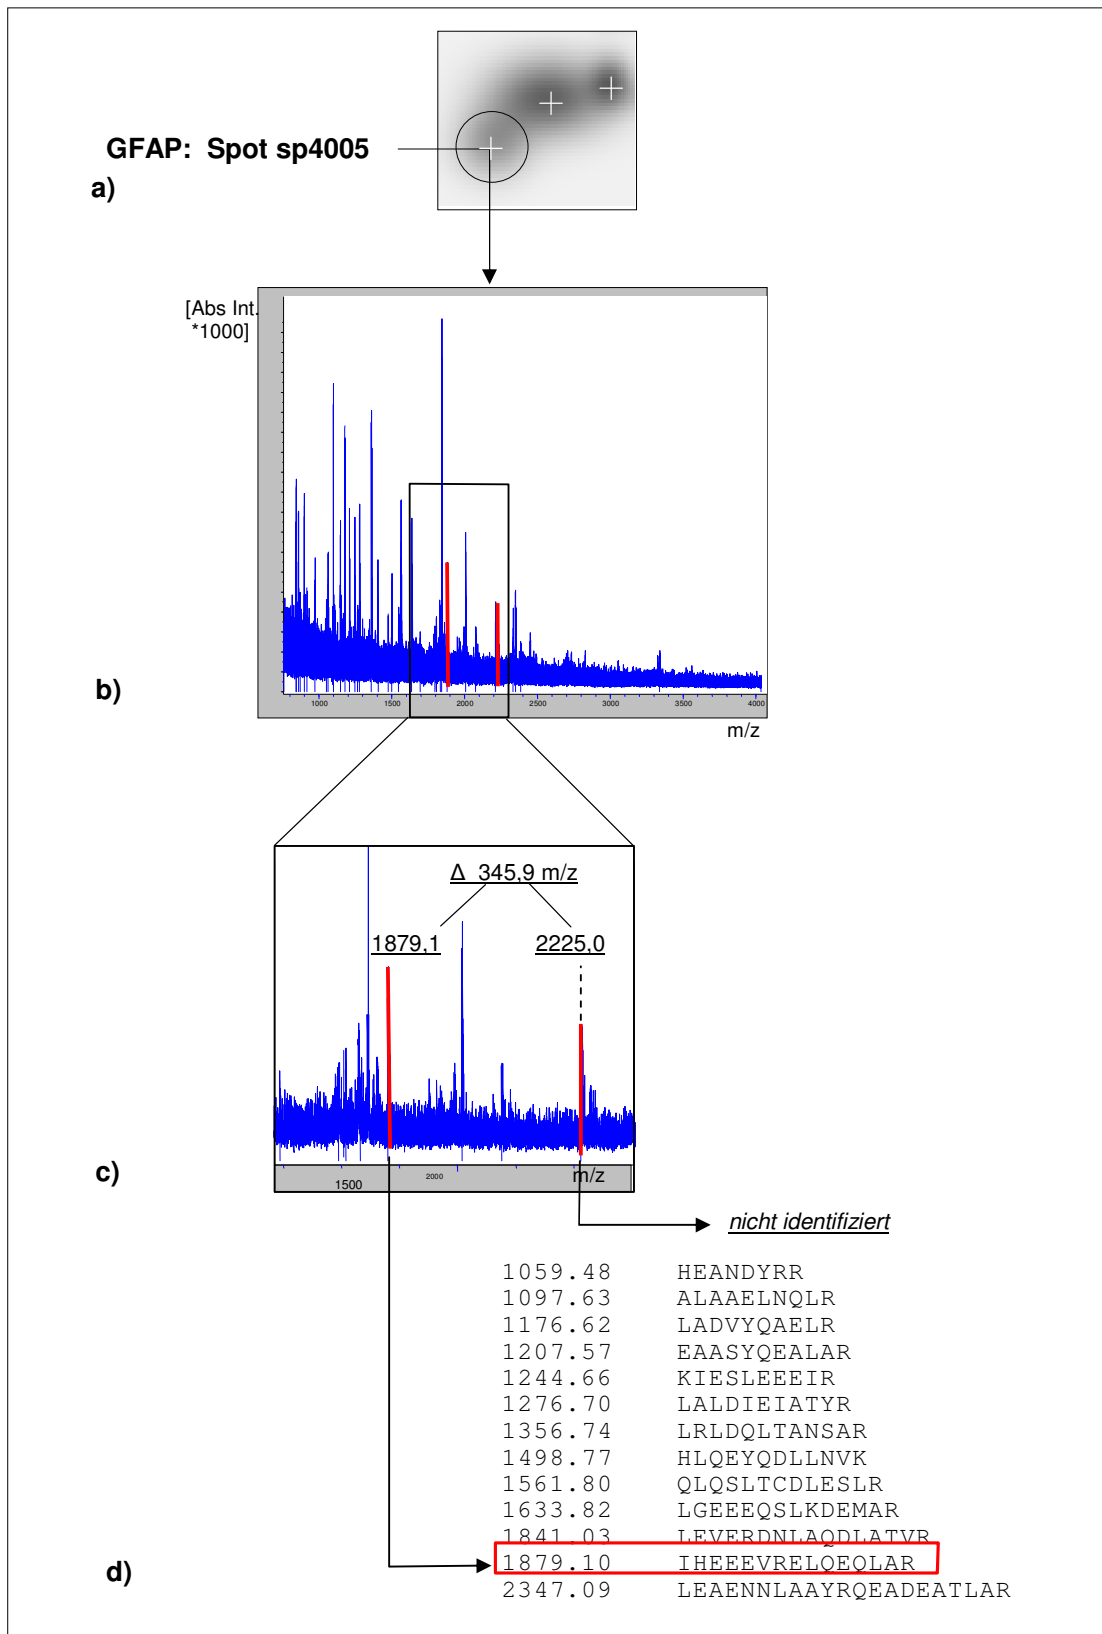 GFAP: Spot sp4005
a)
[Abs Int.
*1000]
1000 1500 2000 2500 3000 3500 4000
m/z
b)
Δ 345,9 m/z
1879,1 2225,0
1500 2000 m/z
c)
nicht identifiziert
1059.48 HEANDYRR
1097.63 ALAAELNQLR
1176.62 LADVYQAELR
1207.57 EAASYQEALAR
1244.66 KIESLEEEIR
1276.70 LALDIEIATYR
1356.74 LRLDQLTANSAR
1498.77 HLQEYQDLLNVK
1561.80 QLQSLTCDLESLR
1633.82 LGEEEQSLKDEMAR
1841.03 LEVERDNLAQDLATVR
1879.10 IHEEEVRELQEQLAR
2347.09 LEAENNLAAYRQEADEATLAR
d)